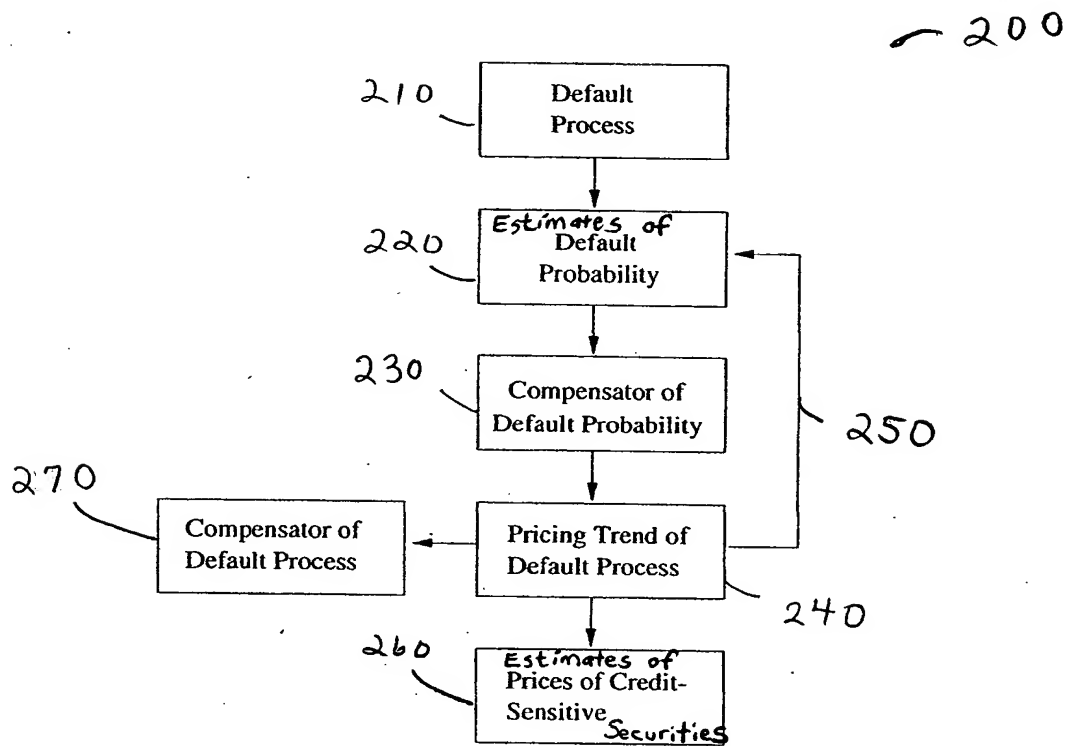 200
210
Default
Process
Estimates of
220
Default
Probability
230
Compensator of
Default Probability
250
270
Compensator of
Default Process
Pricing Trend of
Default Process
240
260
Estimates of
Prices of Credit-
Sensitive Securities